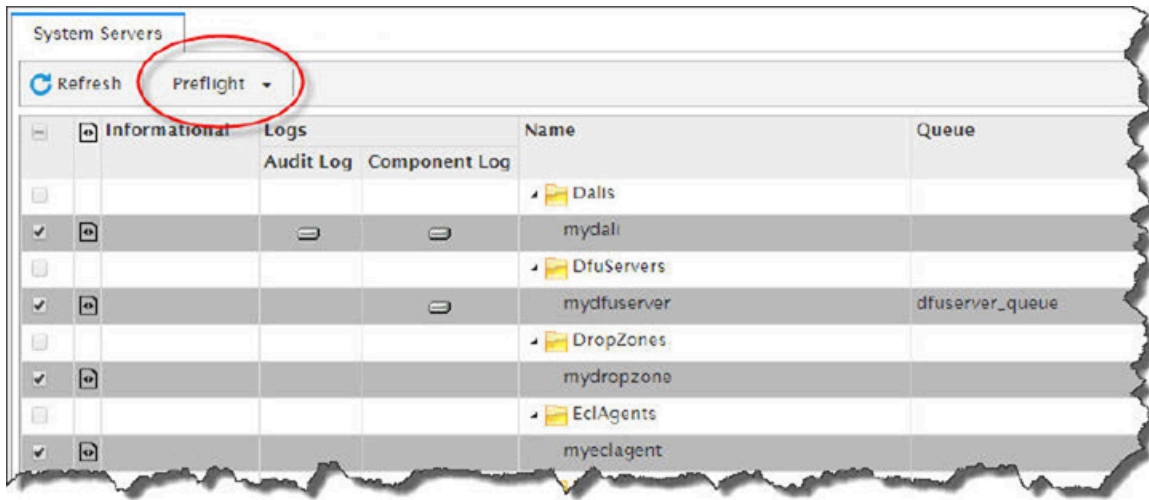 System Servers
Refresh Preflight
Informational Logs Name Queue
Audit Log Component Log
Dalis
mydali
DfuServers
mydfuserver dfuserver_queue
DropZones
mydropzone
EclAgents
myeclagent